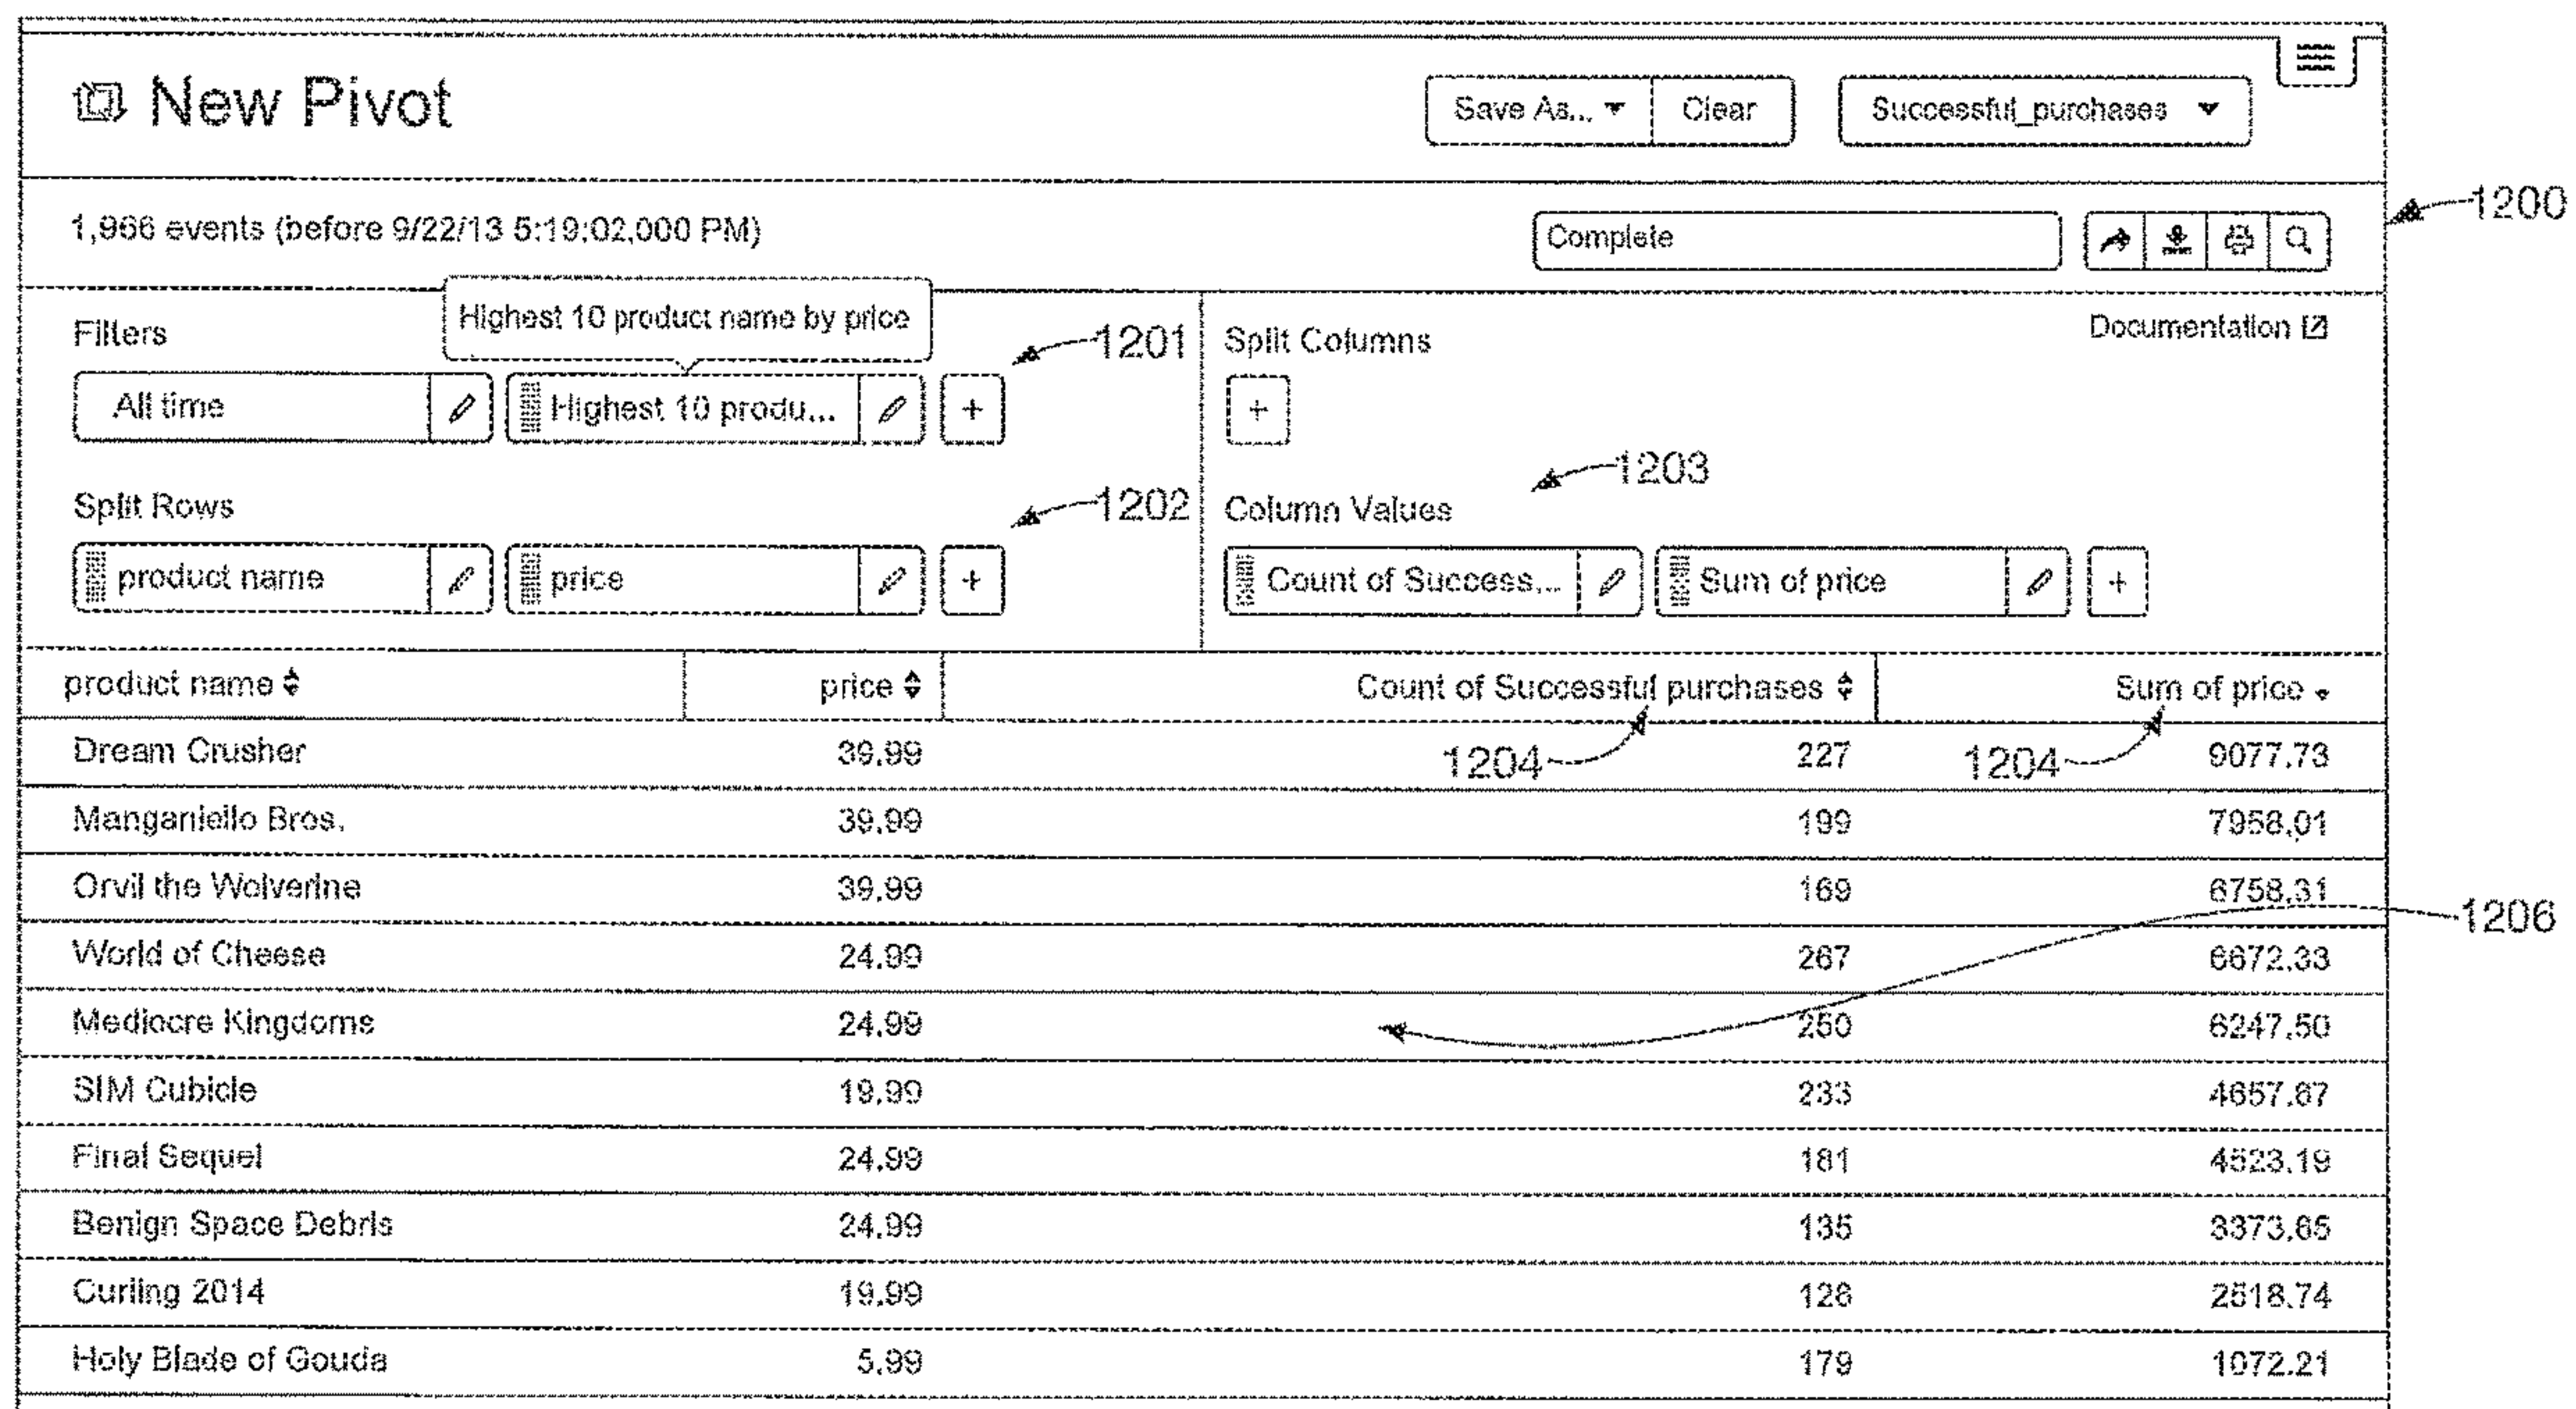 New Pivot
Save As... Clear Successful_purchases
1,966 events (before 9/22/13 5:19:02.000 PM)
Complete
1200
Highest 10 product name by price
Filters
1201
Split Columns
Documentation
All time
Highest 10 produ...
+
+
1203
Split Rows
1202
Column Values
product name
price
+
Count of Success...
Sum of price
+
product name price Count of Successful purchases Sum of price
Dream Crusher 39.99 1204 227 1204 9077.73
Manganiello Bros. 39.99 199 7958.01
Orvil the Wolverine 39.99 169 6758.31
1206
World of Cheese 24.99 267 6672.33
Mediocre Kingdoms 24.99 250 6247.50
SIM Cubicle 19.99 233 4657.67
Final Sequel 24.99 181 4523.19
Benign Space Debris 24.99 135 3373.65
Curling 2014 19.99 126 2518.74
Holy Blade of Gouda 5.99 179 1072.21